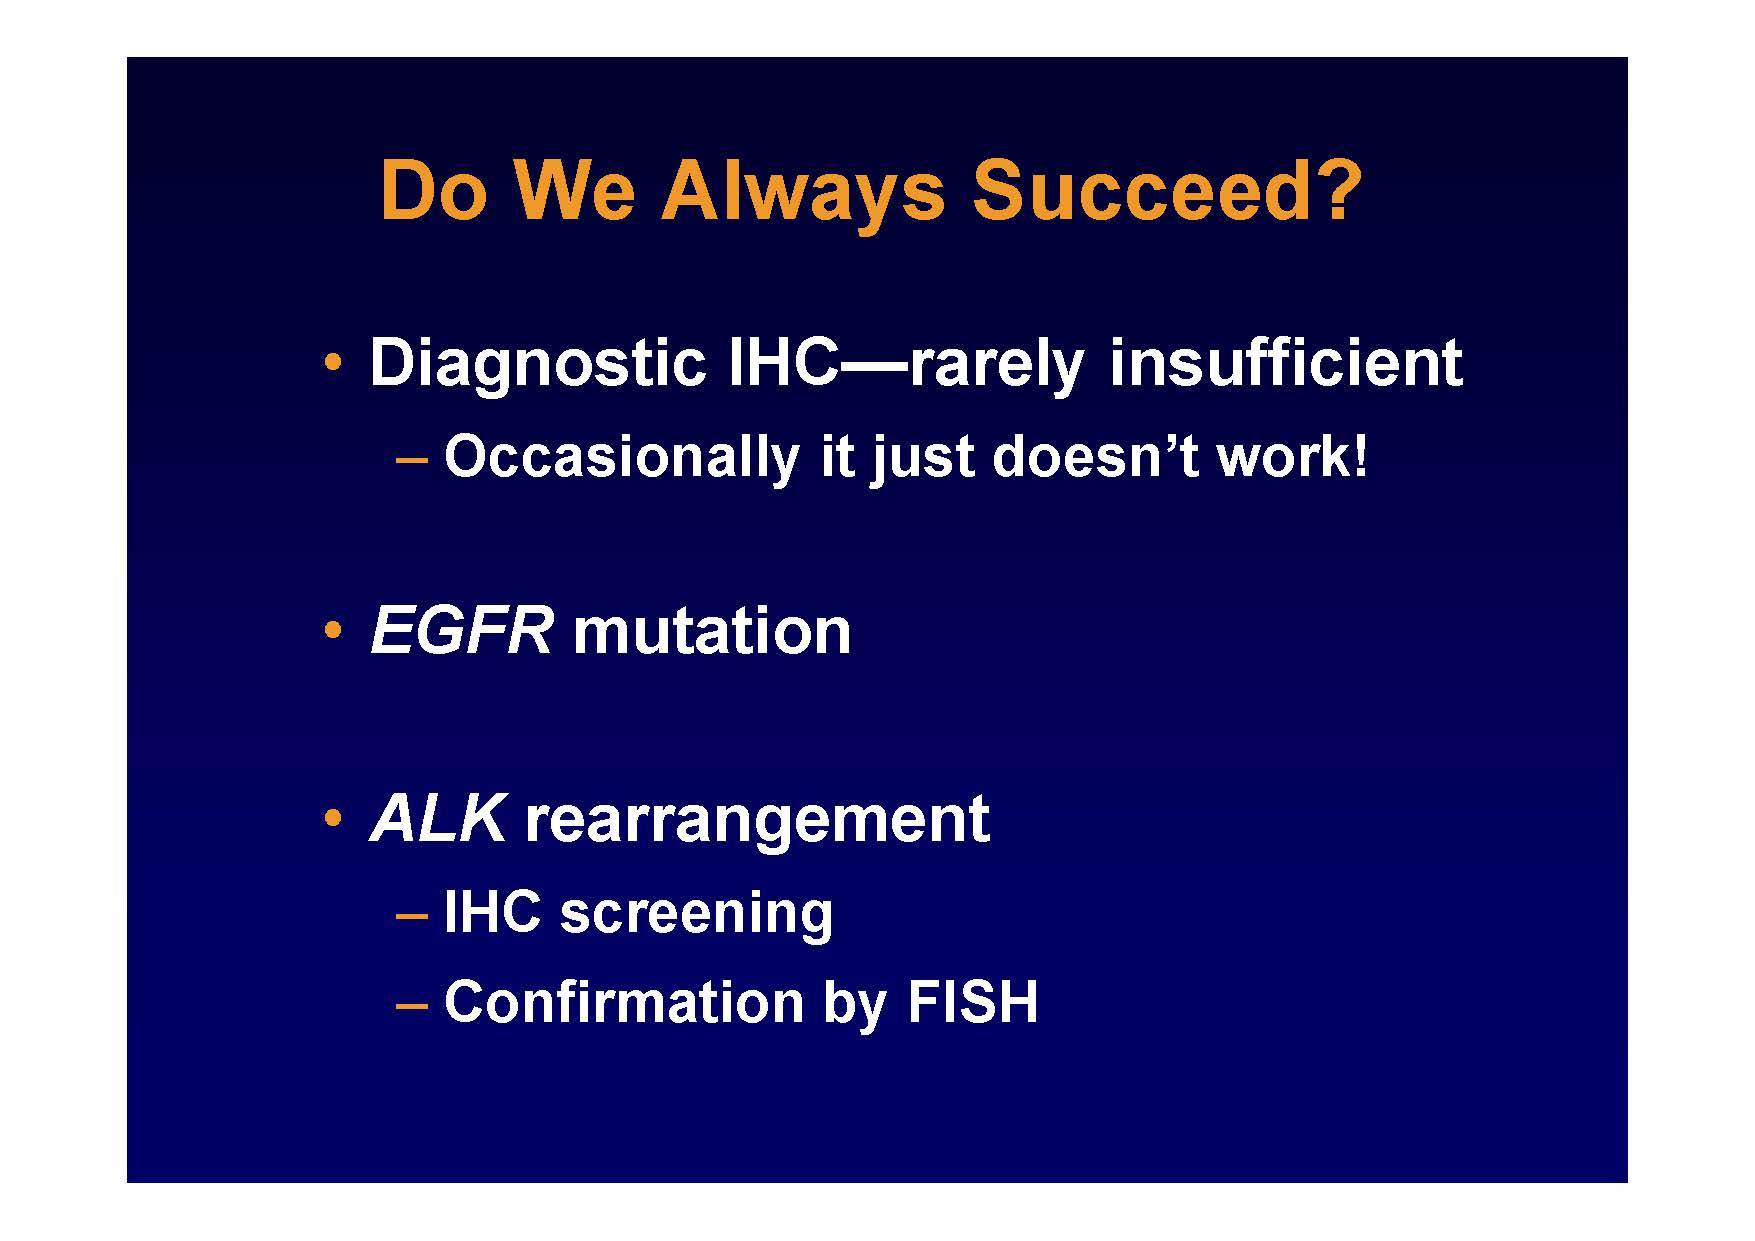 Do We Always Succeed?
• Diagnostic IHC—rarely insufficient
– Occasionally it just doesn’t work!
• EGFR mutation
• ALK rearrangement
– IHC screening
– Confirmation by FISH